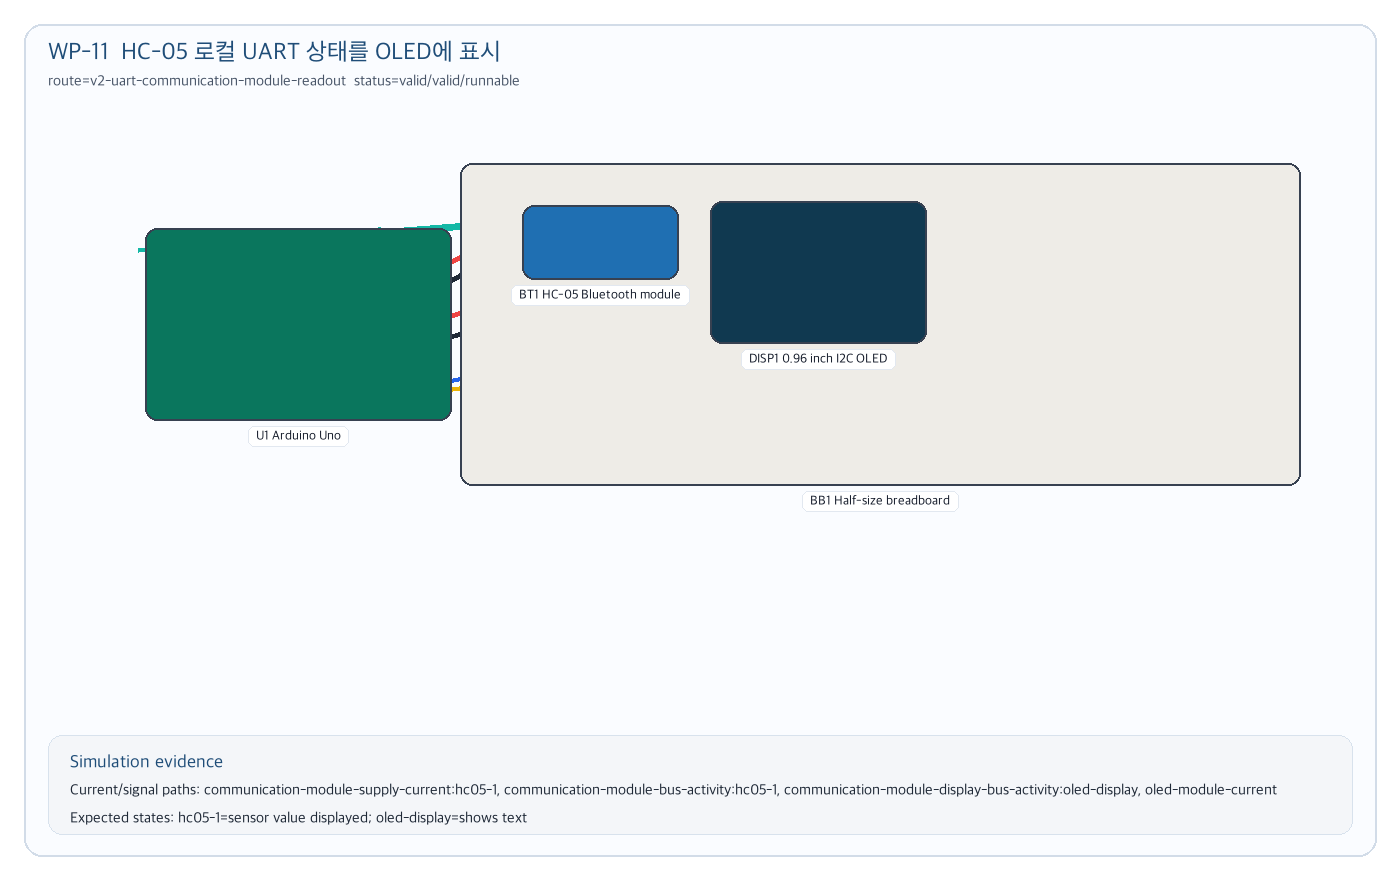 WP-11 HC-05 로컬 UART 상태를 OLED에 표시
route=v2-uart-communication-module-readout status=valid/valid/runnable
BT1 HC-05 Bluetooth module
DISP1 0.96 inch I2C OLED
U1 Arduino Uno
BB1 Half-size breadboard
Simulation evidence
Current/signal paths: communication-module-supply-current:hc05-1, communication-module-bus-activity:hc05-1, communication-module-display-bus-activity:oled-display, oled-module-current
Expected states: hc05-1=sensor value displayed; oled-display=shows text